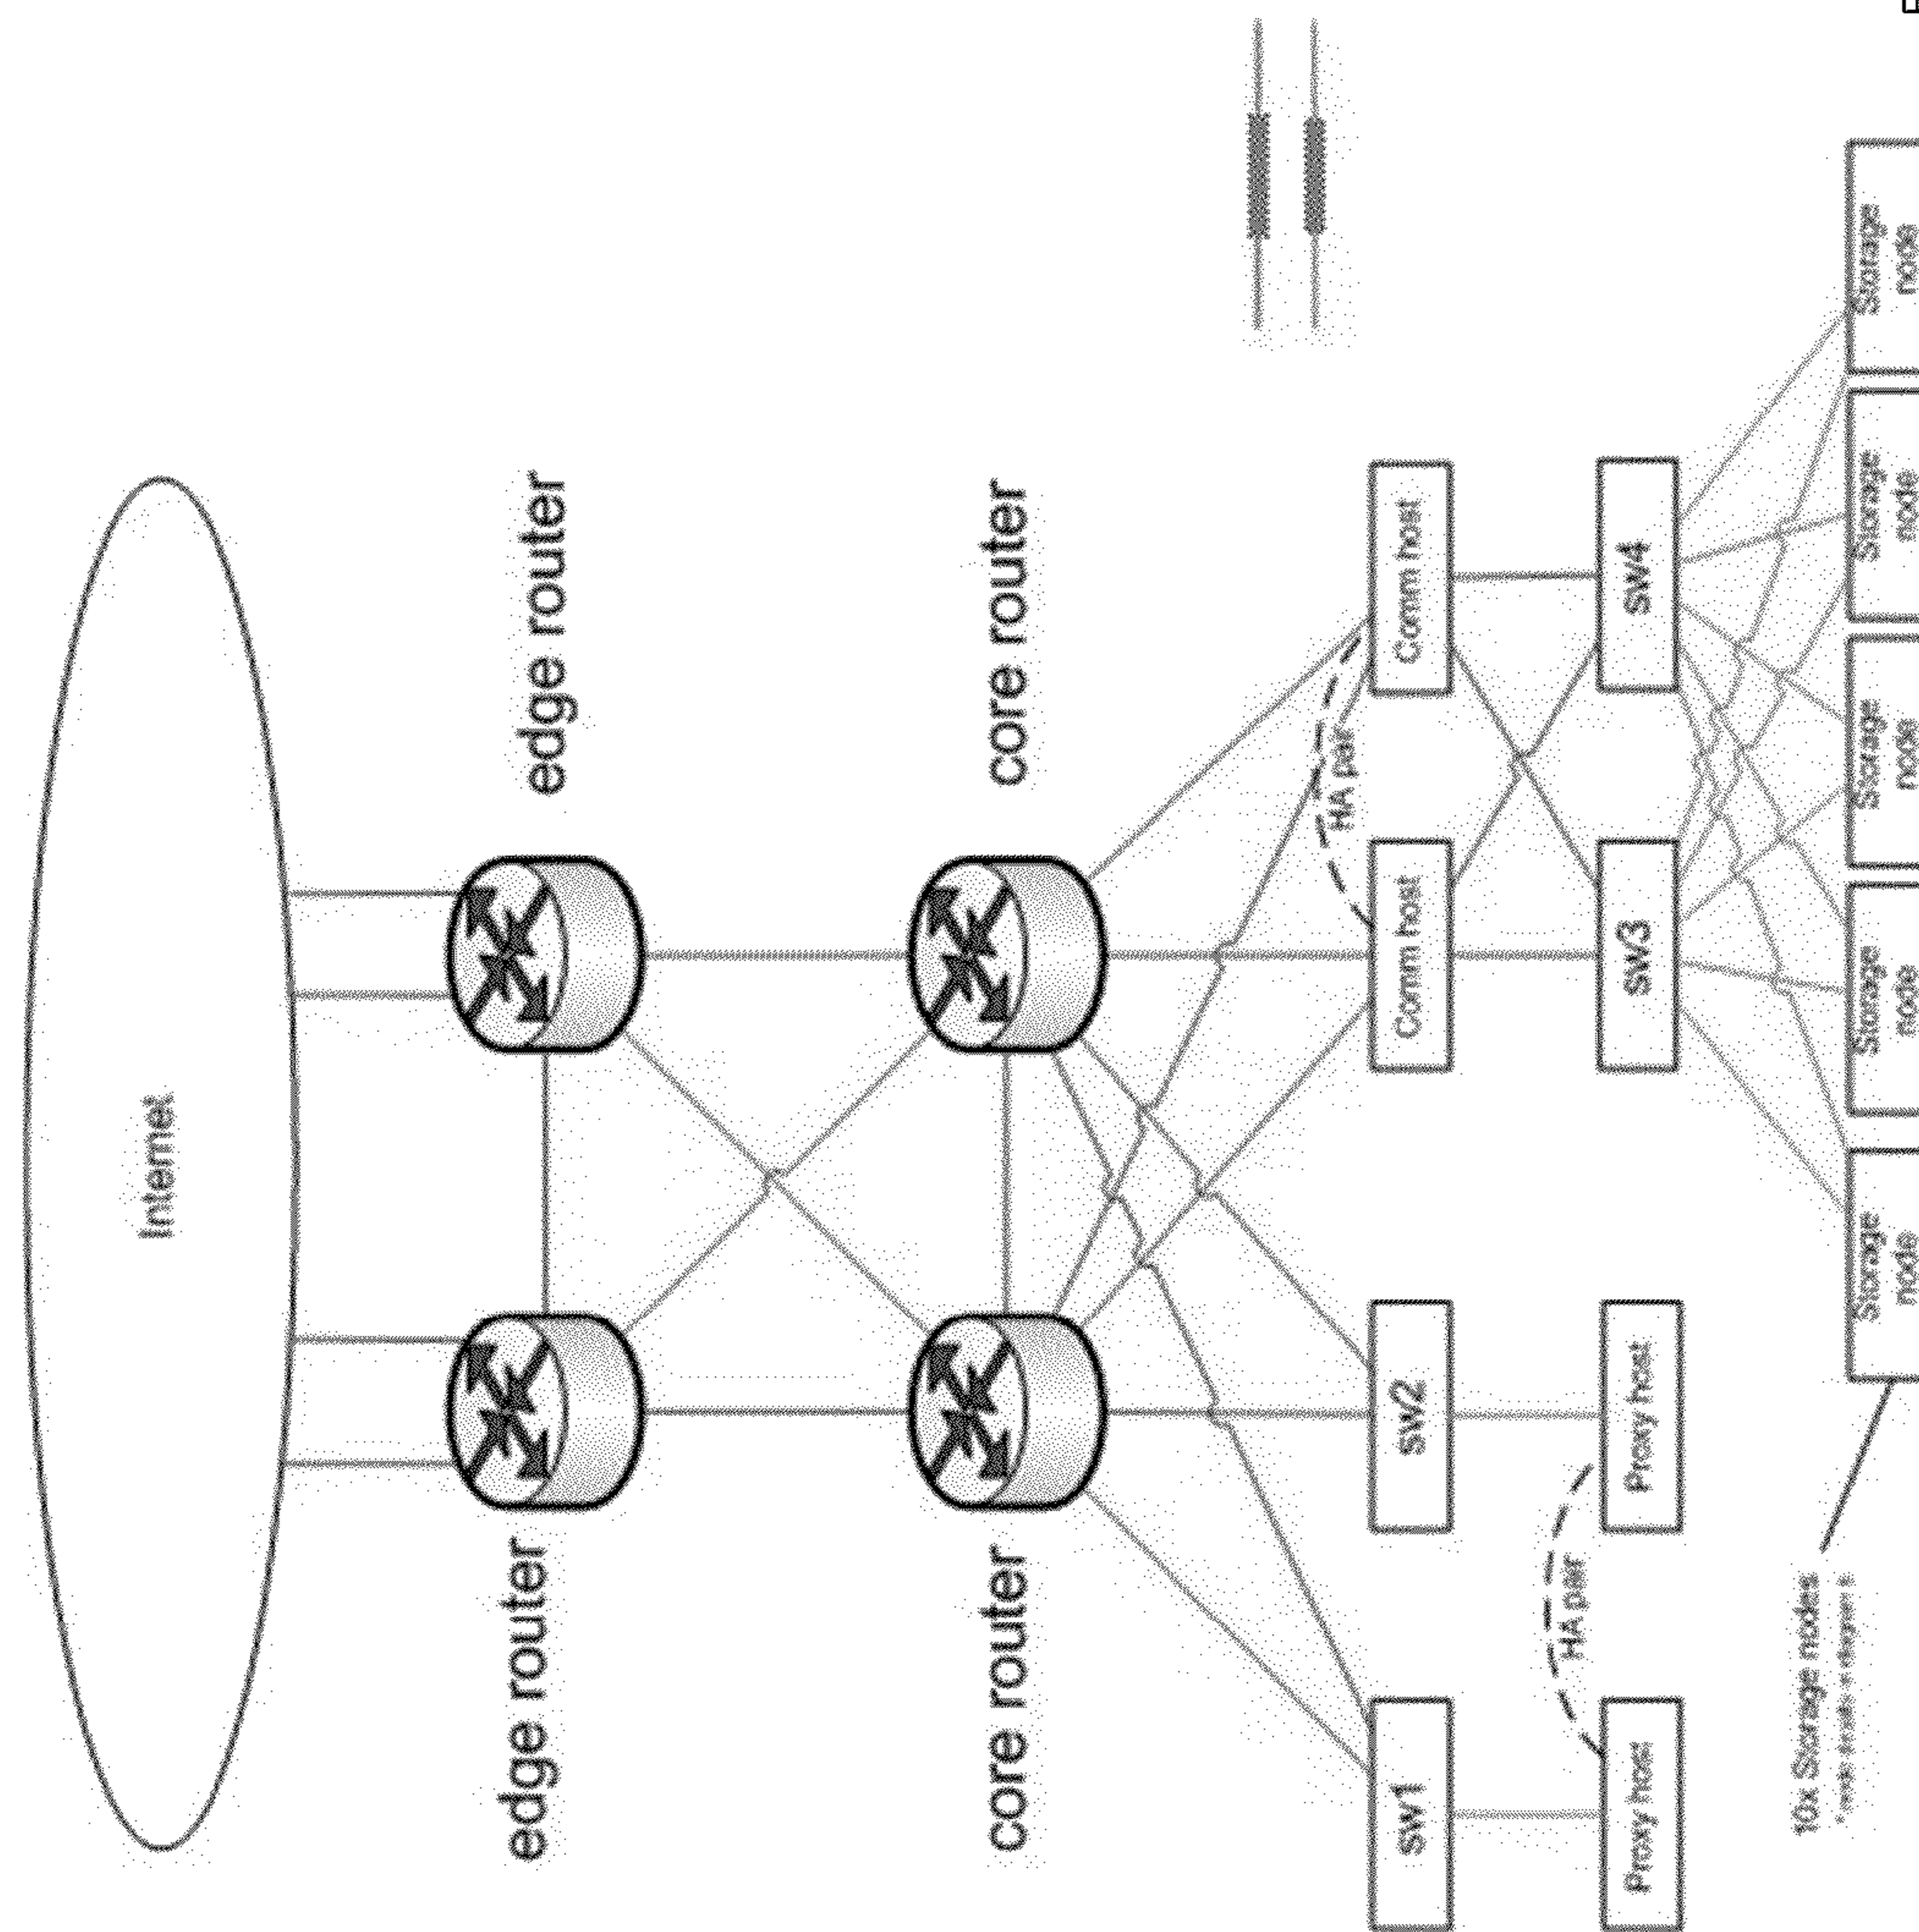 Internet
edge router
edge router
core router
core router
HA pair
SW1
SW2
Comm host
Comm host
HA pair
Proxy host
Proxy host
SW3
SW4
10x Storage nodes
Storage
node
Storage
node
Storage
node
Storage
node
Storage
node